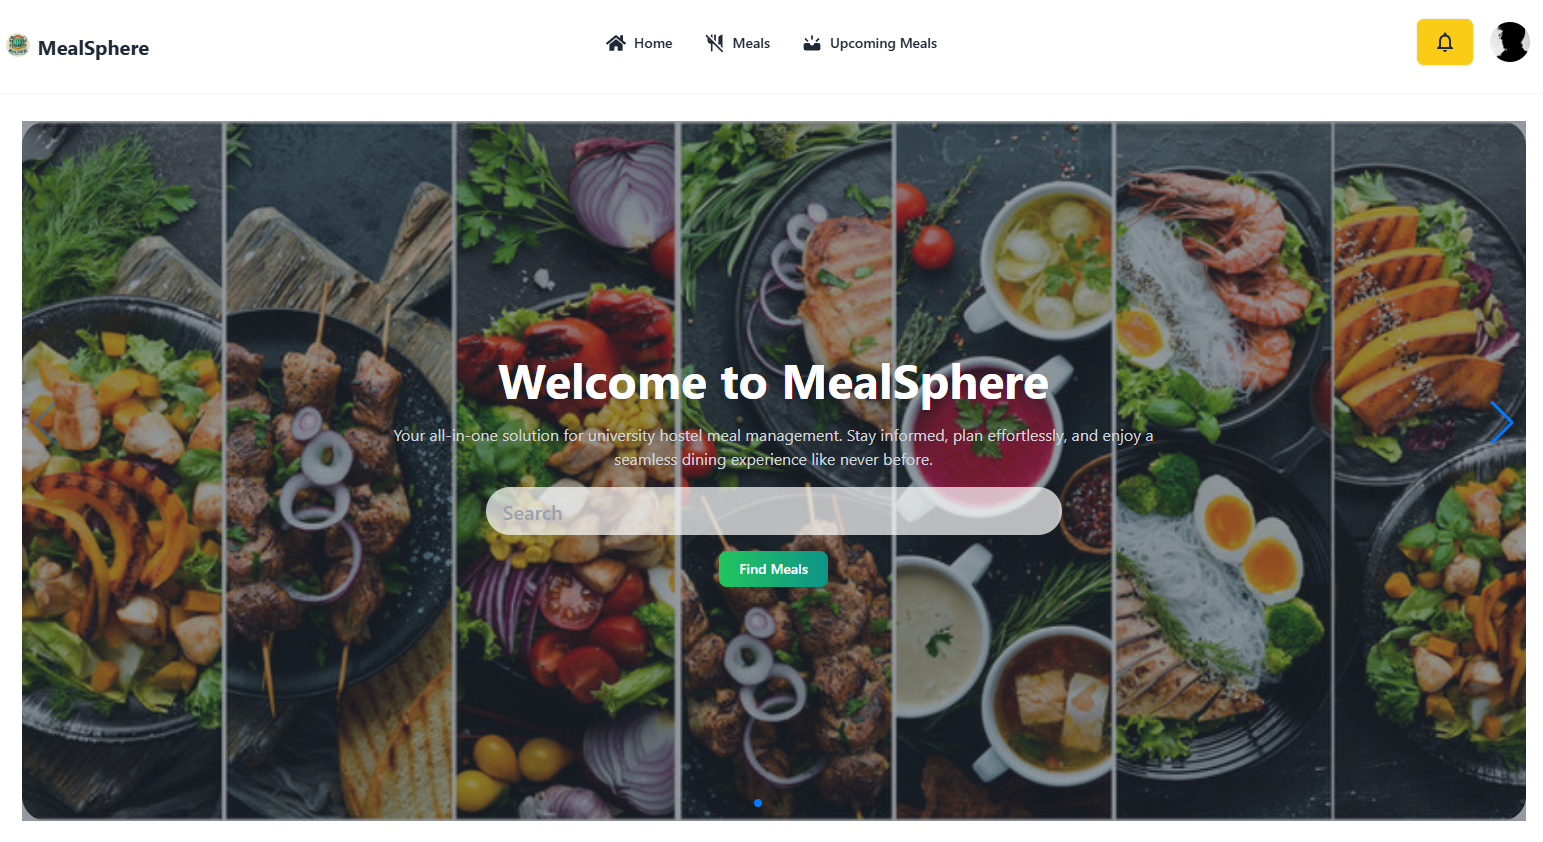 MealSphere
Home
Meals
Upcoming Meals
Welcome to MealSphere
Your all-in-one solution for university hostel meal management. Stay informed, plan effortlessly, and enjoy a
seamless dining experience like never before.
Search
Find Meals